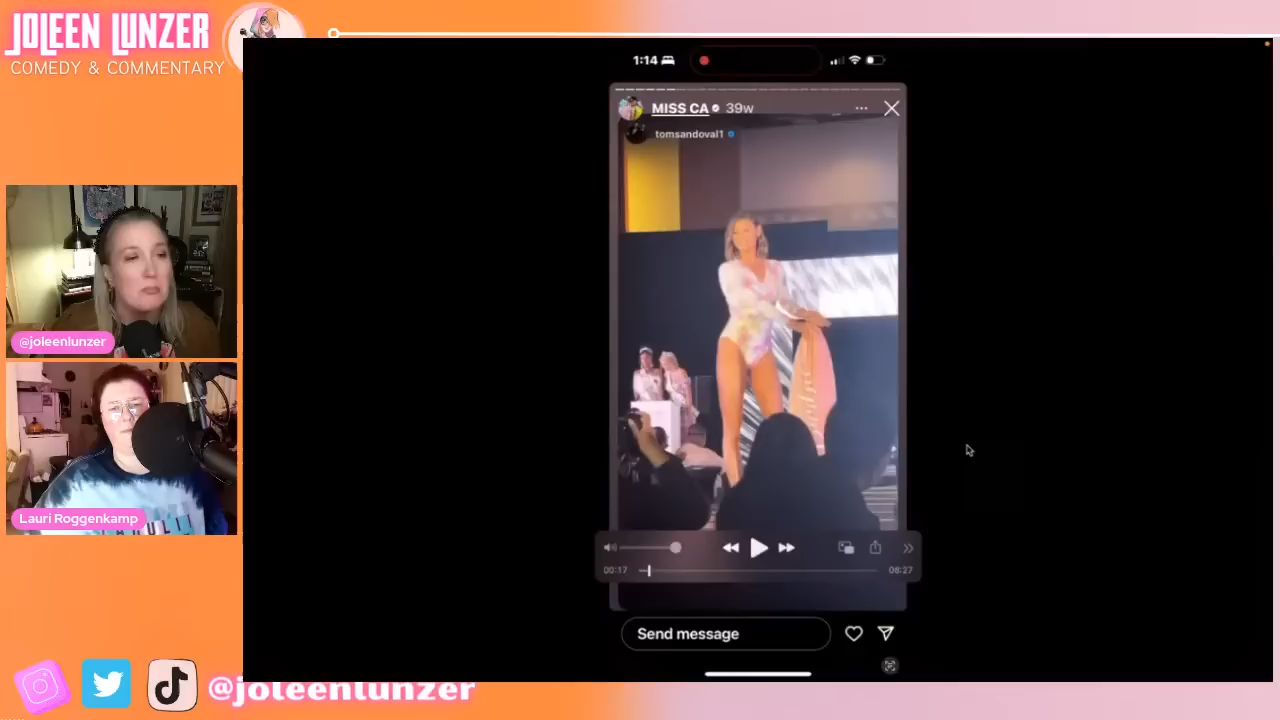 JOLEEN LUNZER
COMEDY & COMMENTARY
1:14
MISS CA 39w
tomsandoval1
@joleenlunzer
Lauri Roggenkamp
00:17
08:27
Send message
@joleenlunzer